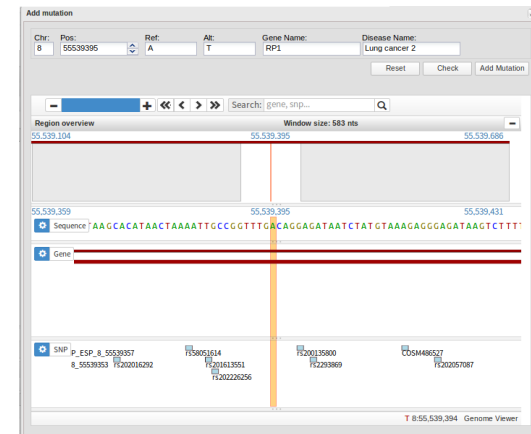 Add mutation
Chr: Pos: Ref: Alt: Gene Name: Disease Name:
8 55539395 A T RP1 Lung cancer 2
Reset Check Add Mutation
Search: gene, snp...
Region overview Window size: 583 nts
55,539,104 55,539,395 55,539,686
55,539,359 55,539,395 55,539,431
Sequence TAAGCACATAACTAAAATTGCCGGTTTGACAGGAGATAATCTATGTAAAGAGGGAGATAAGTCTTTT
Gene
SNP P_ESP_8_55539357 rs58051614 rs200135800 COSM486527
8_55539353 rs202016292 rs201613551 rs2293869 rs202057087
rs202226256
T 8:55,539,394 Genome Viewer